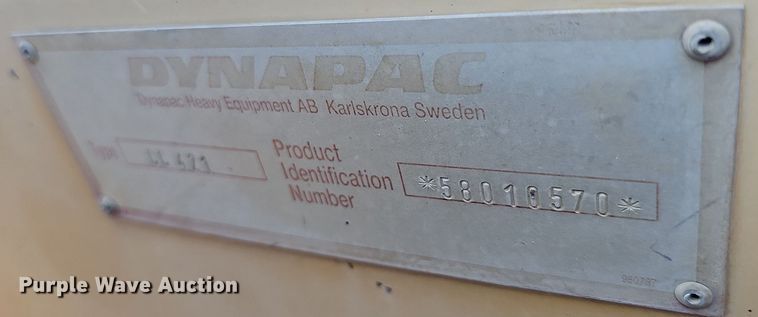 DYNAPAC
Dynapac Heavy Equipment AB Karlskrona Sweden
Type
Product
Identification
Number
*58010570*
Purple Wave Auction